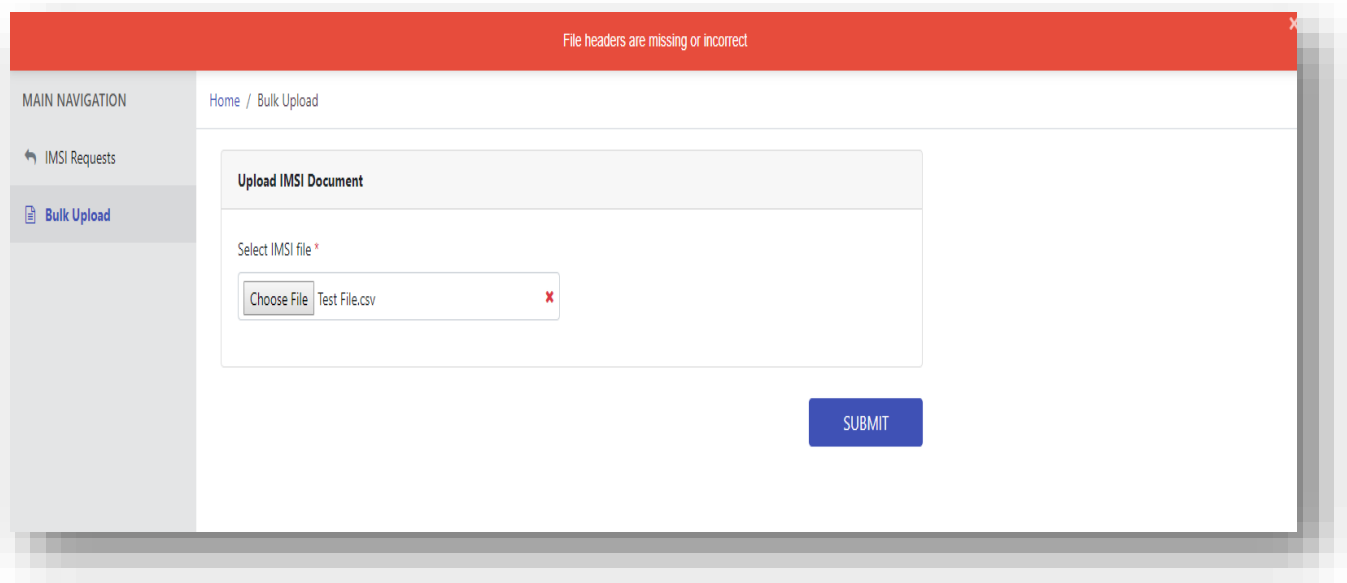 File headers are missing or incorrect
x
MAIN NAVIGATION
IMSI Requests
Bulk Upload
Home / Bulk Upload
Upload IMSI Document
Select IMSI file *
Choose File Test File.csv
SUBMIT